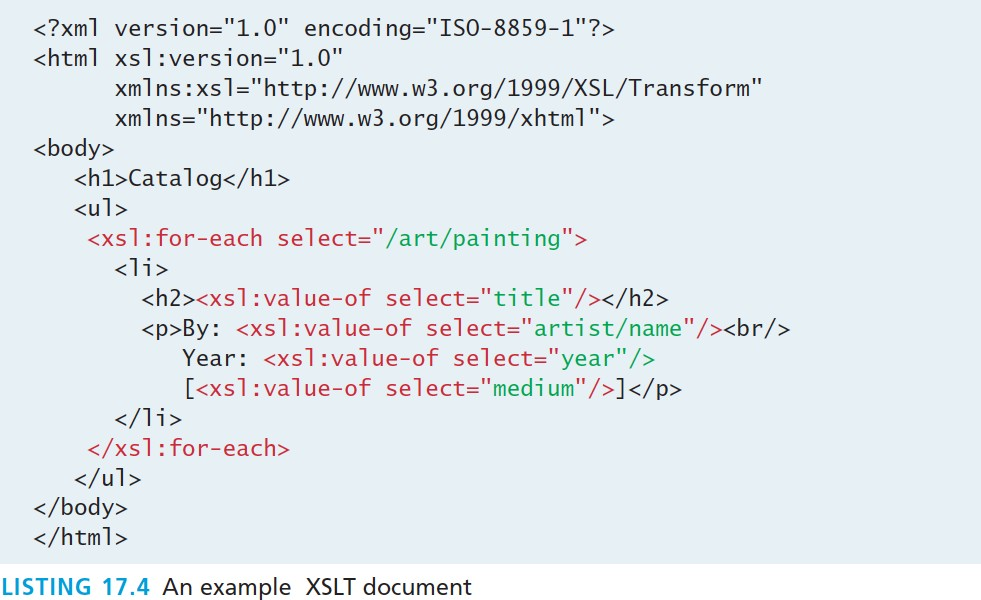 <?xml version="1.0" encoding="ISO-8859-1"?>
<html xsl:version="1.0"
xmlns:xsl="http://www.w3.org/1999/XSL/Transform"
xmlns="http://www.w3.org/1999/xhtml">
<body>
<h1>Catalog</h1>
<ul>
<xsl:for-each select="/art/painting">
<li>
<h2><xsl:value-of select="title"/></h2>
<p>By: <xsl:value-of select="artist/name"/><br/>
Year: <xsl:value-of select="year"/>
[<xsl:value-of select="medium"/>]</p>
</li>
</xsl:for-each>
</ul>
</body>
</html>
LISTING 17.4 An example XSLT document